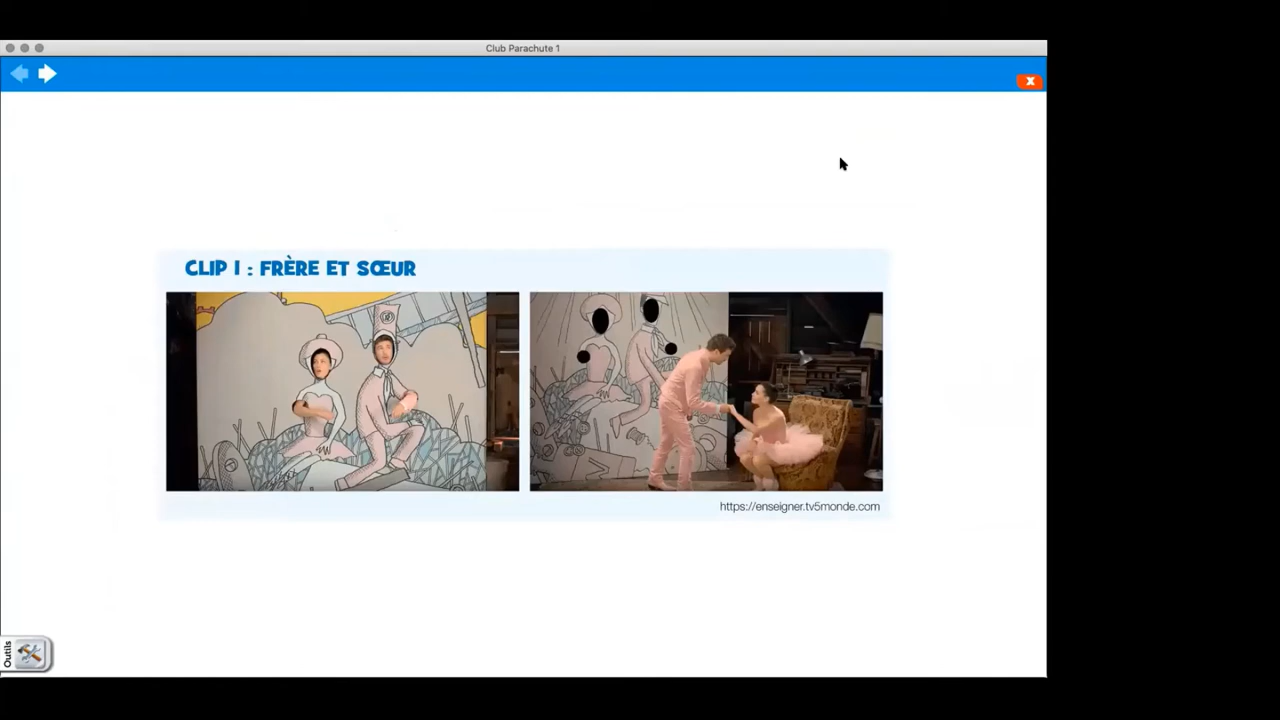 Club Parachute 1
X
CLIP 1 : FRÈRE ET SŒUR
https://enseigner.tv5monde.com
Outils